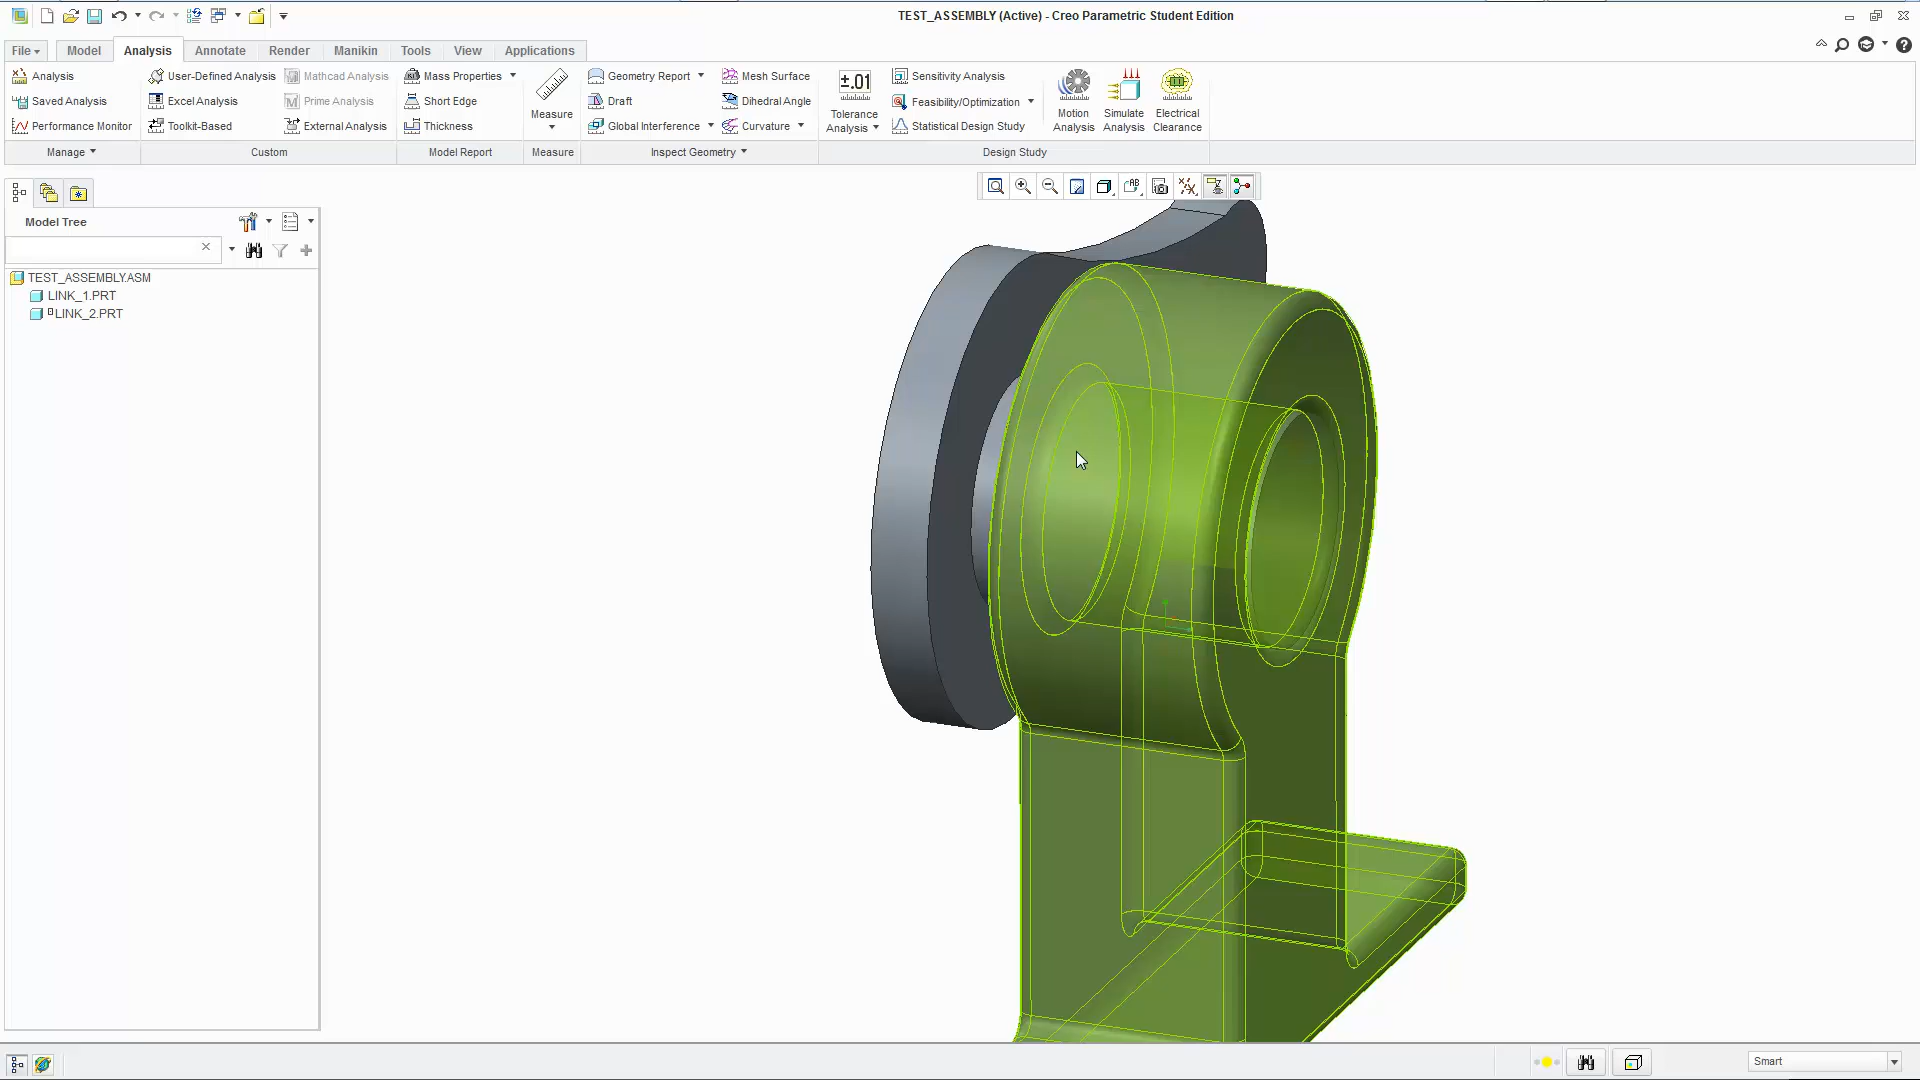 TEST_ASSEMBLY (Active) - Creo Parametric Student Edition
File Model Analysis Annotate Render Manikin Tools View Applications
Analysis User-Defined Analysis Mathcad Analysis Mass Properties Geometry Report Mesh Surface Sensitivity Analysis
Saved Analysis Excel Analysis Prime Analysis Short Edge Draft Dihedral Angle Feasibility/Optimization
Performance Monitor Toolkit-Based External Analysis Thickness Global Interference Curvature Statistical Design Study
Measure
±.01
Tolerance
Analysis
Motion
Analysis
Simulate
Analysis
Electrical
Clearance
Manage Custom Model Report Measure Inspect Geometry Design Study
Model Tree
TEST_ASSEMBLY.ASM
LINK_1.PRT
LINK_2.PRT
Smart